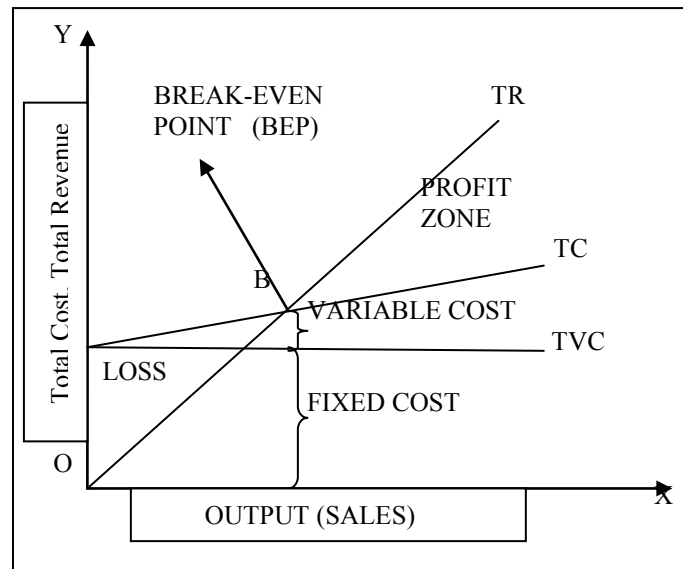 Y
BREAK-EVEN
POINT (BEP)
TR
PROFIT
ZONE
Total Cost, Total Revenue
TC
B
VARIABLE COST
TVC
LOSS
FIXED COST
O
X
OUTPUT (SALES)